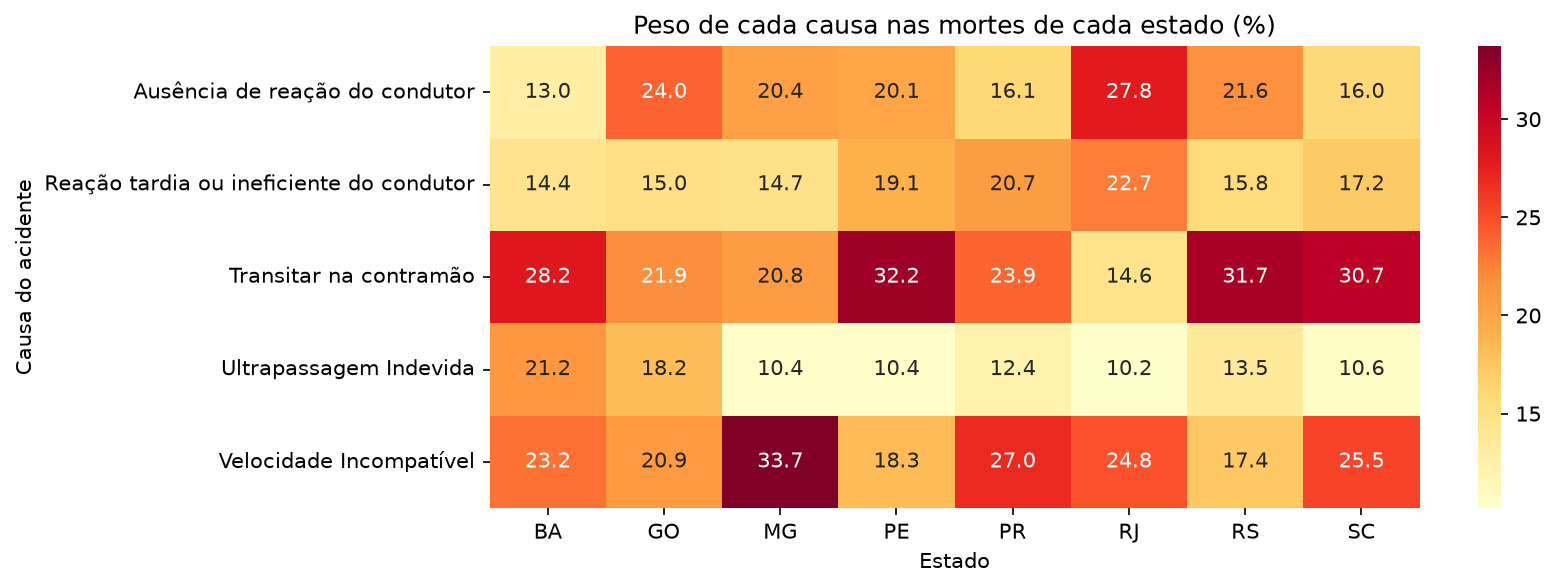 Peso de cada causa nas mortes de cada estado (%)
Causa do acidente
Ausência de reação do condutor 13.0 24.0 20.4 20.1 16.1 27.8 21.6 16.0
Reação tardia ou ineficiente do condutor 14.4 15.0 14.7 19.1 20.7 22.7 15.8 17.2
Transitar na contramão 28.2 21.9 20.8 32.2 23.9 14.6 31.7 30.7
Ultrapassagem Indevida 21.2 18.2 10.4 10.4 12.4 10.2 13.5 10.6
Velocidade Incompatível 23.2 20.9 33.7 18.3 27.0 24.8 17.4 25.5
BA GO MG PE PR RJ RS SC
Estado
30
25
20
15